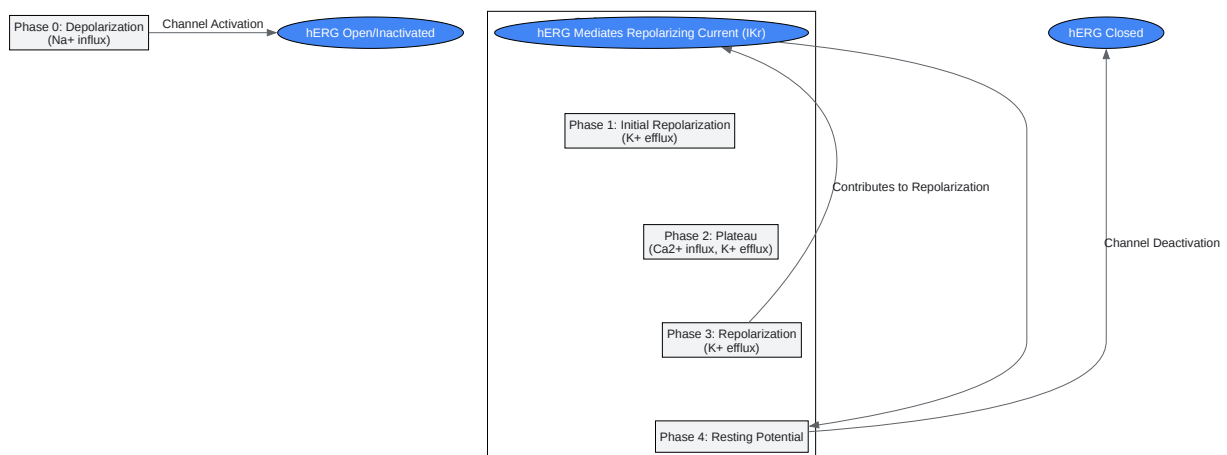 Phase 0: Depolarization
(Na+ influx)
Channel Activation
hERG Open/Inactivated
hERG Mediates Repolarizing Current (IKr)
hERG Closed
Phase 1: Initial Repolarization
(K+ efflux)
Contributes to Repolarization
Phase 2: Plateau
(Ca2+ influx, K+ efflux)
Channel Deactivation
Phase 3: Repolarization
(K+ efflux)
Phase 4: Resting Potential